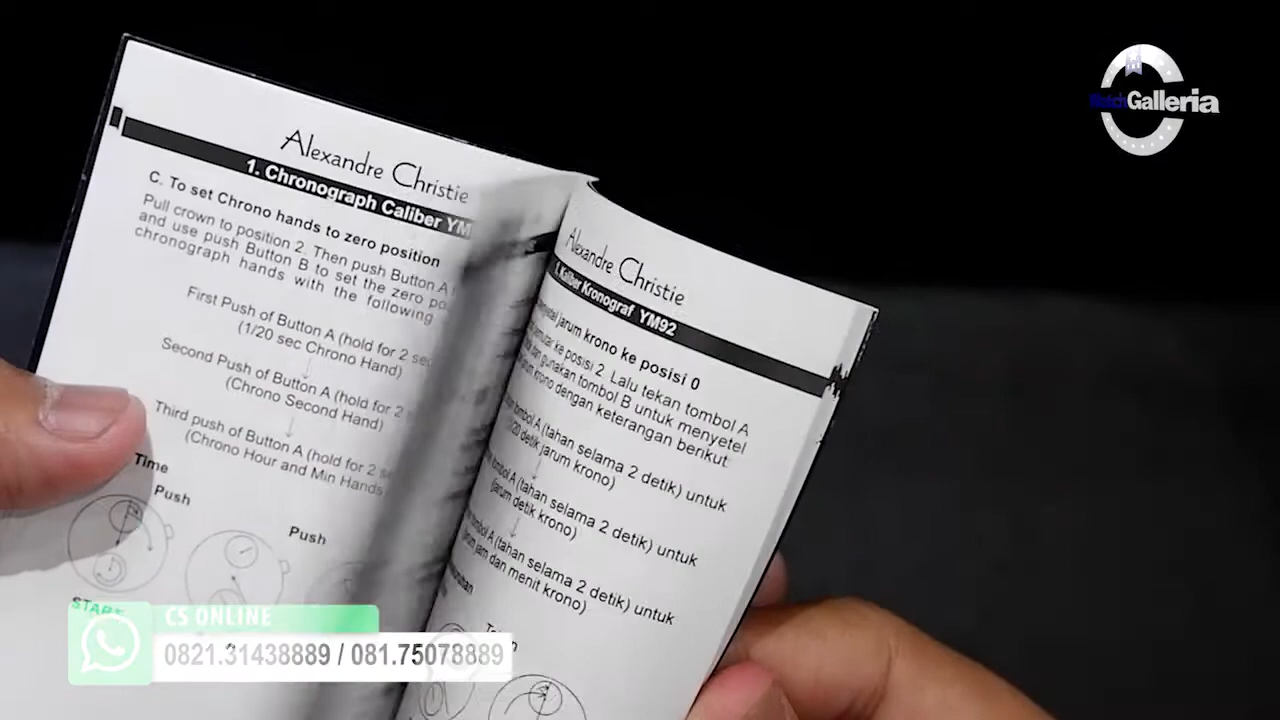 Alexandre Christie
1. Chronograph Caliber YM
C. To set Chrono hands to zero position
Pull crown to position 2. Then push Button A
and use push Button B to set the zero
chronograph hands with the following
First Push of Button A (hold for 2 sec
(1/20 sec Chrono Hand)
↓
Second Push of Button A (hold for 2
(Chrono Second Hand)
↓
Third push of Button A (hold for 2
(Chrono Hour and Min Hands
Time
Push
Push
START
Alexandre Christie
Kaliber Kronograf YM92
jarum krono ke posisi 0
ke posisi 2. Lalu tekan tombol A
dan gunakan tombol B untuk menyetel
jarum krono dengan keterangan berikut:
tombol A (tahan selama 2 detik) untuk
detik jarum krono)
↓
tombol A (tahan selama 2 detik) untuk
(jarum detik krono)
↓
tombol A (tahan selama 2 detik) untuk
jam dan menit krono)
WatchGalleria
CS ONLINE
0821.31438889 / 081.75078889